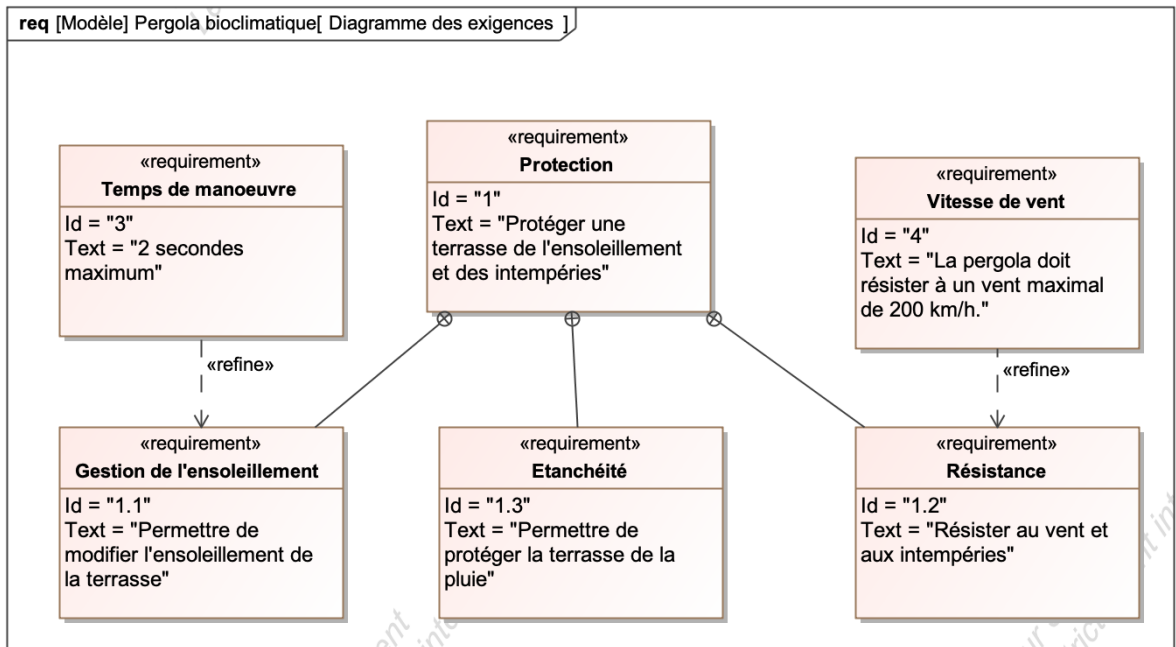 req [Modèle] Pergola bioclimatique[ Diagramme des exigences ]
«requirement»
Temps de manoeuvre
Id = "3"
Text = "2 secondes
maximum"
«requirement»
Protection
Id = "1"
Text = "Protéger une
terrasse de l'ensoleillement
et des intempéries"
«requirement»
Vitesse de vent
Id = "4"
Text = "La pergola doit
résister à un vent maximal
de 200 km/h."
«refine»
«refine»
«requirement»
Gestion de l'ensoleillement
Id = "1.1"
Text = "Permettre de
modifier l'ensoleillement de
la terrasse"
«requirement»
Etanchéité
Id = "1.3"
Text = "Permettre de
protéger la terrasse de la
pluie"
«requirement»
Résistance
Id = "1.2"
Text = "Résister au vent et
aux intempéries"